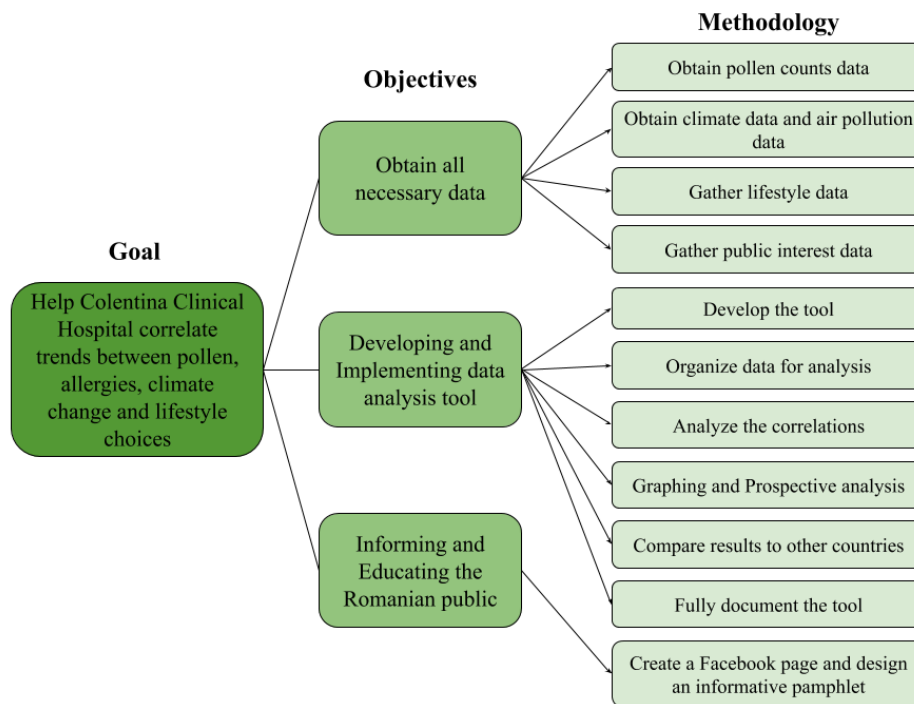 Goal
Help Colentina Clinical
Hospital correlate
trends between pollen,
allergies, climate
change and lifestyle
choices
Objectives
Obtain all
necessary data
Developing and
Implementing data
analysis tool
Informing and
Educating the
Romanian public
Methodology
Obtain pollen counts data
Obtain climate data and air pollution
data
Gather lifestyle data
Gather public interest data
Develop the tool
Organize data for analysis
Analyze the correlations
Graphing and Prospective analysis
Compare results to other countries
Fully document the tool
Create a Facebook page and design
an informative pamphlet